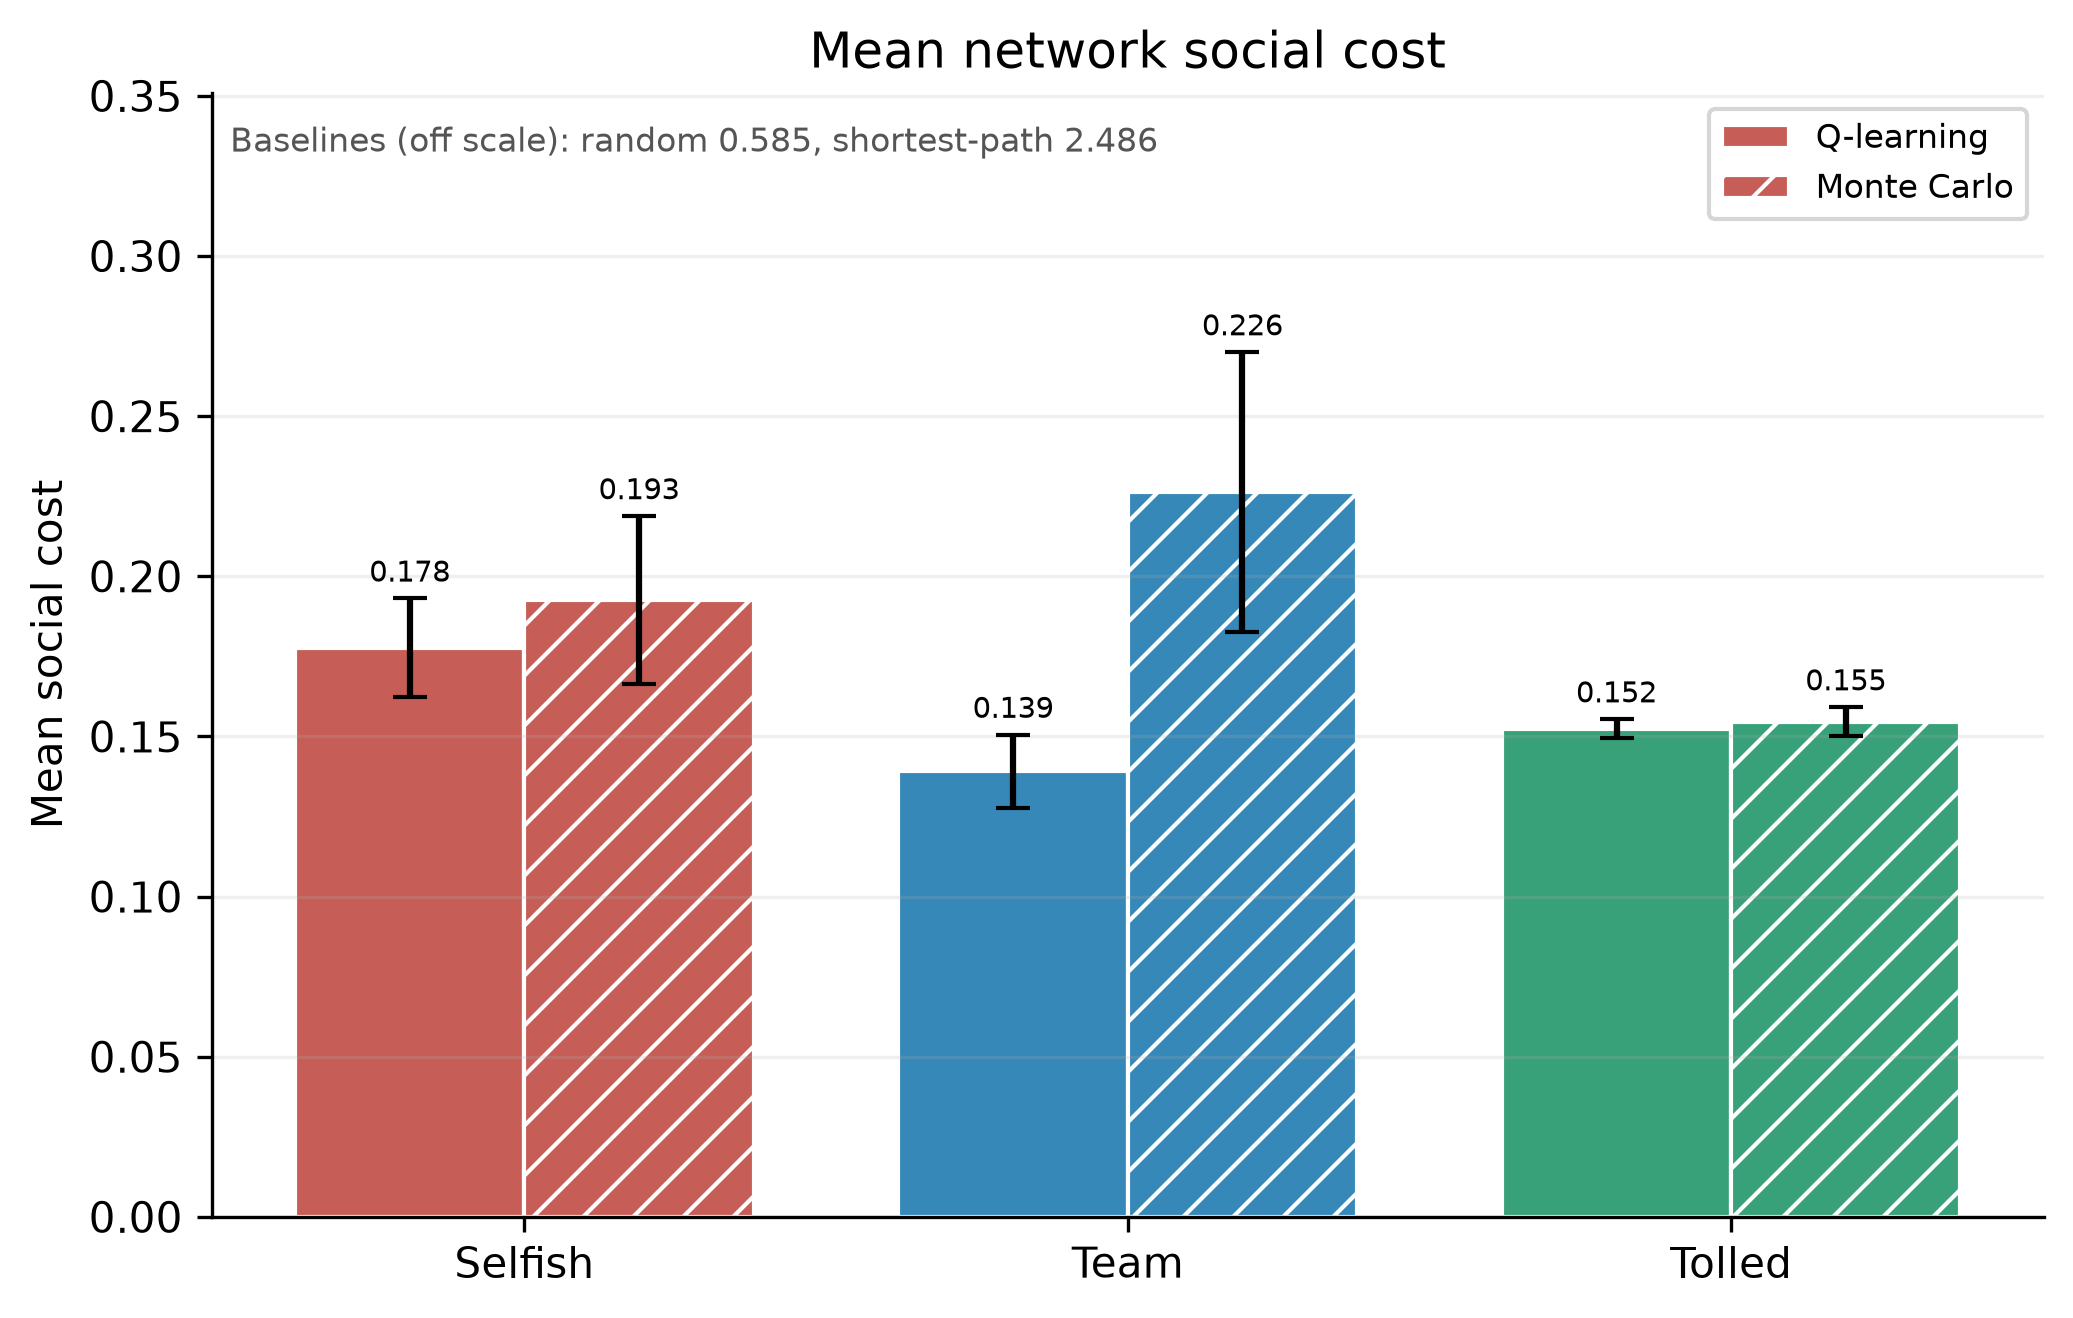 Mean network social cost
Baselines (off scale): random 0.585, shortest-path 2.486
Q-learning
Monte Carlo
Mean social cost
0.35
0.30
0.25
0.20
0.15
0.10
0.05
0.00
0.178
0.193
0.139
0.226
0.152
0.155
Selfish
Team
Tolled